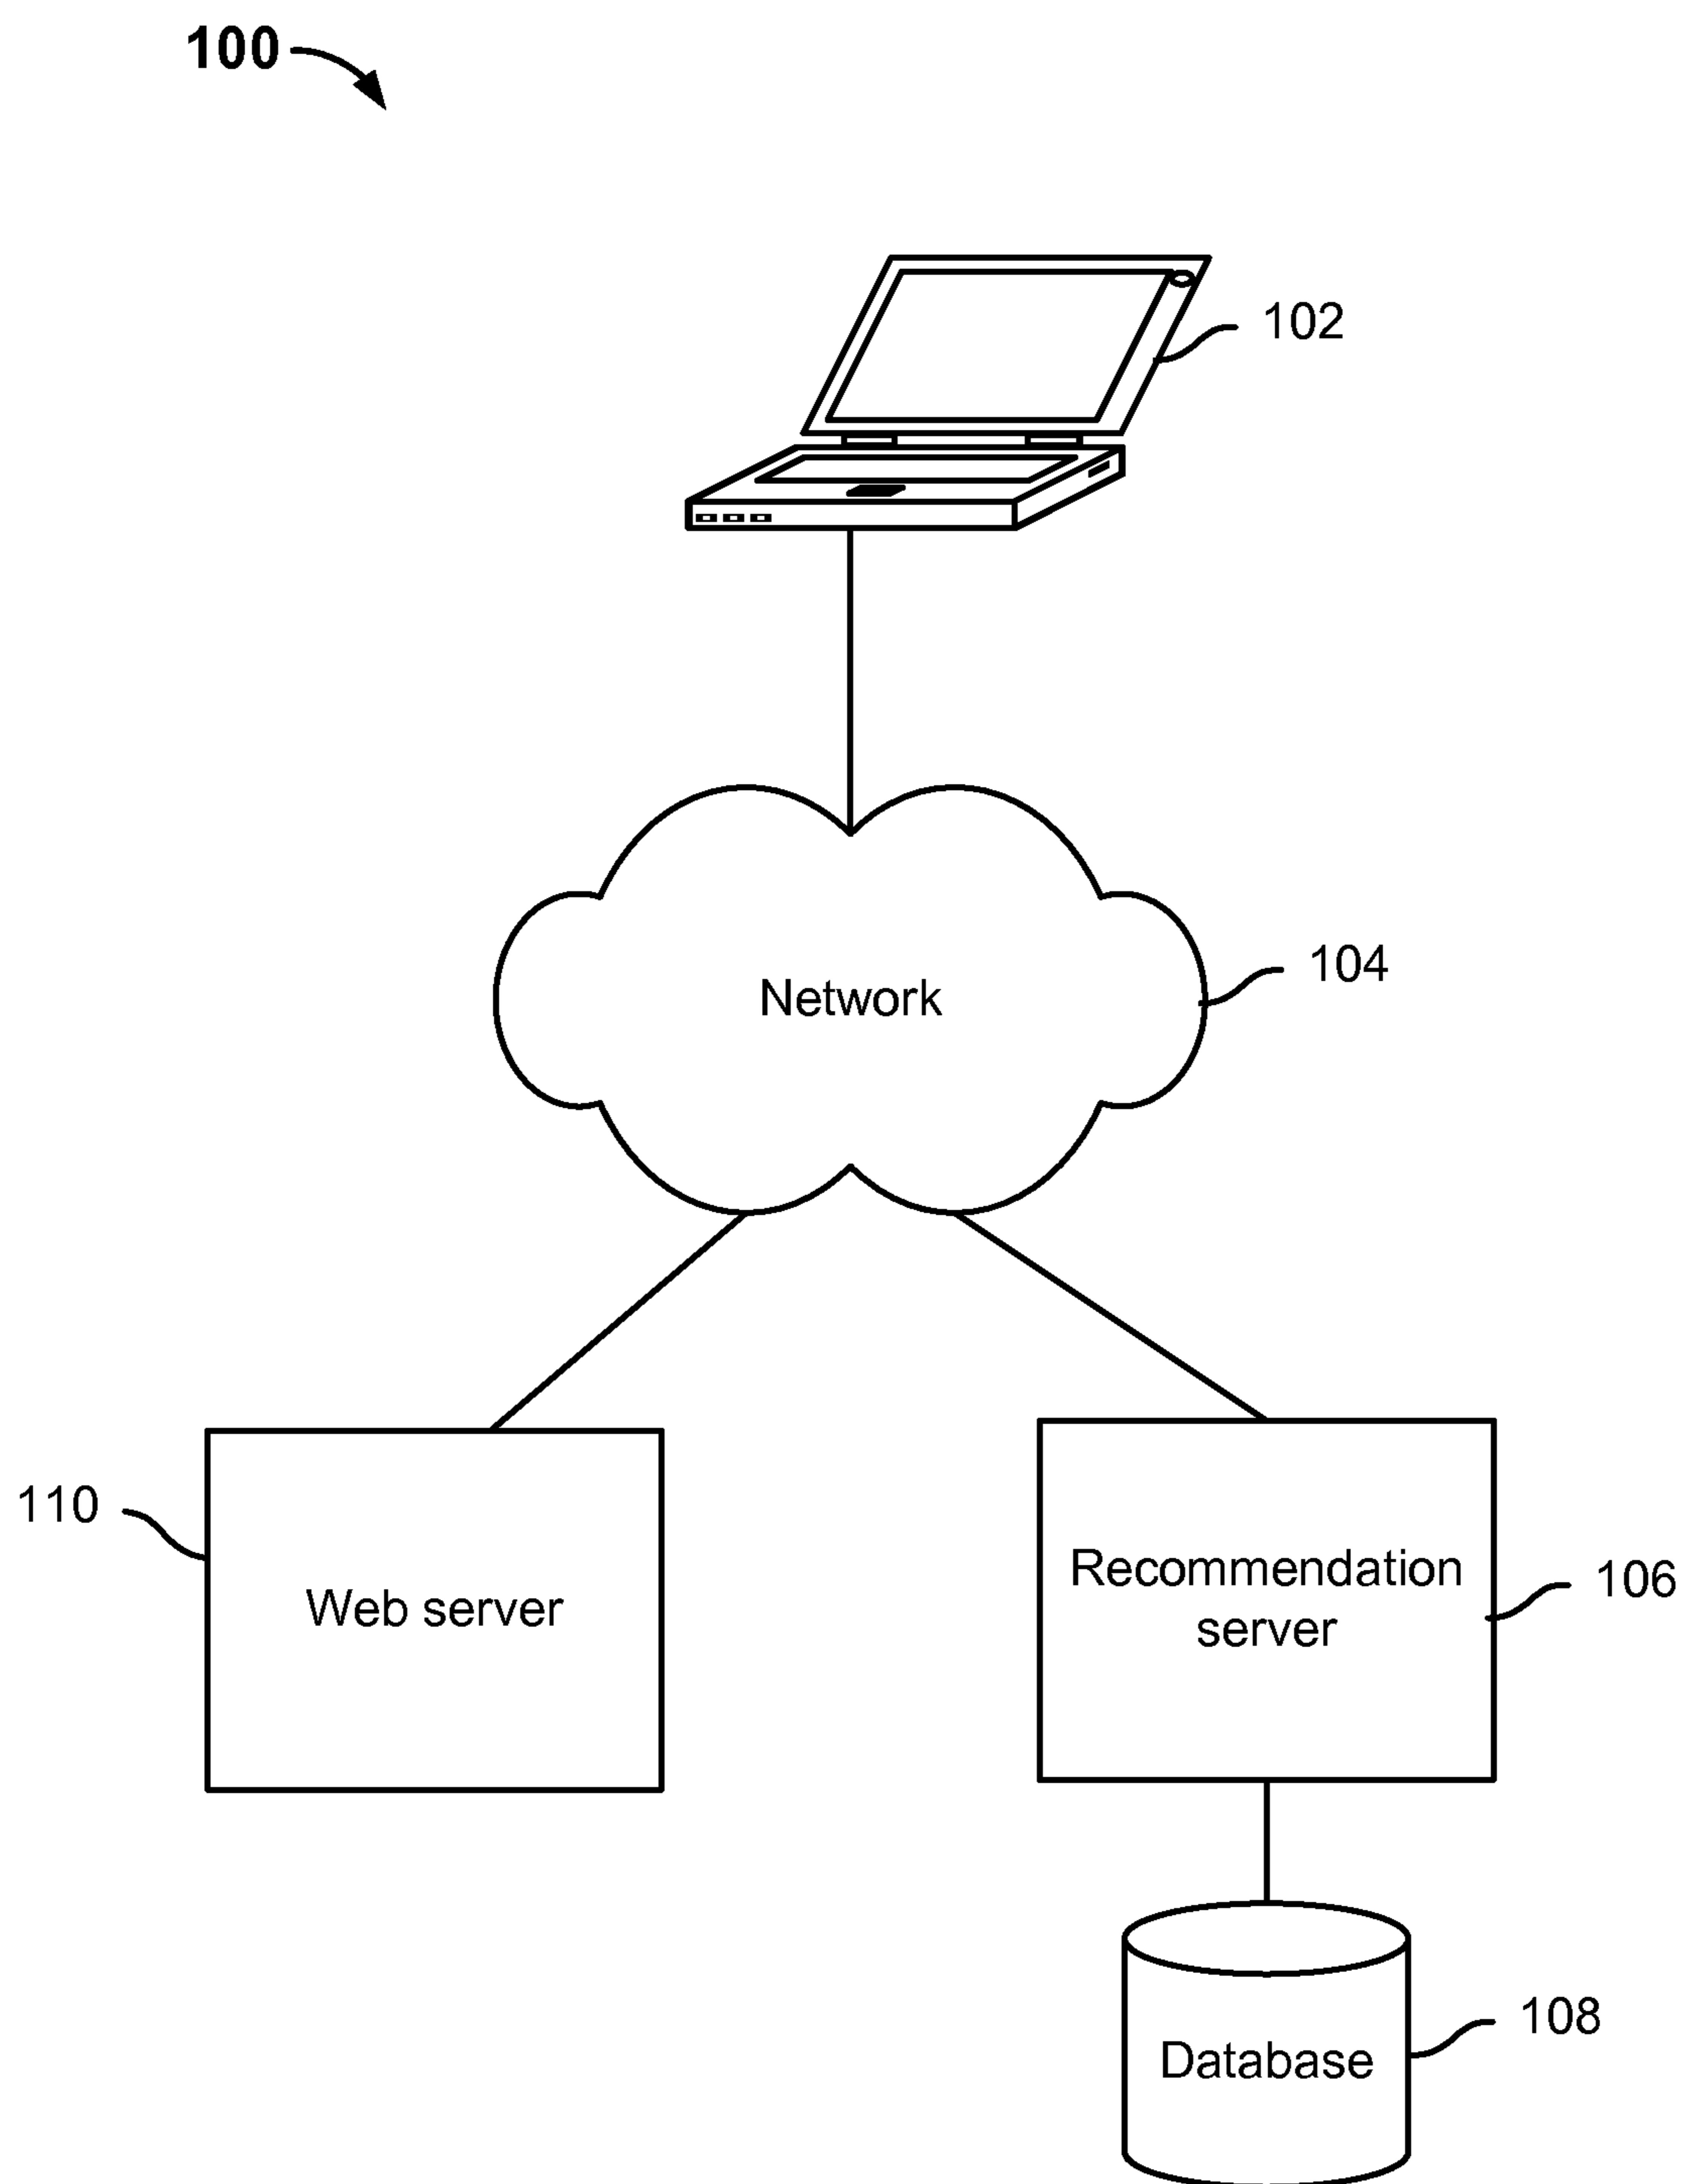 100
102
104
Network
110
Web server
Recommendation
server
106
108
Database